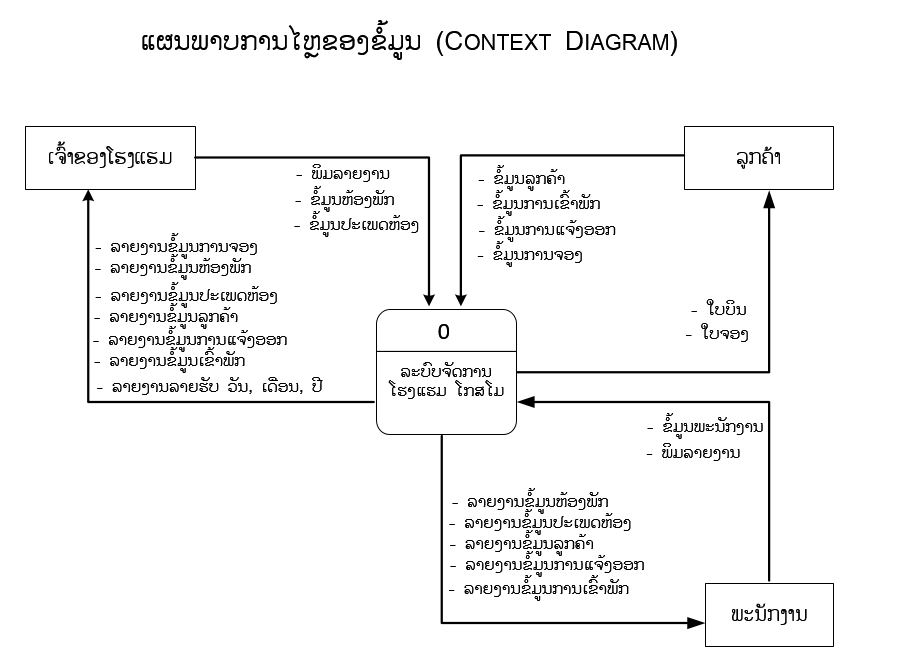 ແຜນພາບການໄຫຼຂອງຂໍ້ມູນ (CONTEXT DIAGRAM)
ເຈົ້າຂອງໂຮງແຮມ
ລູກຄ້າ
- ພິມລາຍງານ
- ຂໍ້ມູນຫ້ອງພັກ
- ຂໍ້ມູນປະເພດຫ້ອງ
- ຂໍ້ມູນລູກຄ້າ
- ຂໍ້ມູນການເຂົ້າພັກ
- ຂໍ້ມູນການແຈ້ງອອກ
- ຂໍ້ມູນການຈອງ
- ລາຍງານຂໍ້ມູນການຈອງ
- ລາຍງານຂໍ້ມູນຫ້ອງພັກ
- ລາຍງານຂໍ້ມູນປະເພດຫ້ອງ
- ລາຍງານຂໍ້ມູນລູກຄ້າ
- ລາຍງານຂໍ້ມູນການແຈ້ງອອກ
- ລາຍງານຂໍ້ມູນເຂົ້າພັກ
- ລາຍງານລາຍຮັບ ວັນ, ເດືອນ, ປີ
0
ລະບົບຈັດການ
ໂຮງແຮມ ໂກສໂມ
- ໃບບິນ
- ໃບຈອງ
- ຂໍ້ມູນພະນັກງານ
- ພິມລາຍງານ
- ລາຍງານຂໍ້ມູນຫ້ອງພັກ
- ລາຍງານຂໍ້ມູນປະເພດຫ້ອງ
- ລາຍງານຂໍ້ມູນລູກຄ້າ
- ລາຍງານຂໍ້ມູນການແຈ້ງອອກ
- ລາຍງານຂໍ້ມູນການເຂົ້າພັກ
ພະນັກງານ